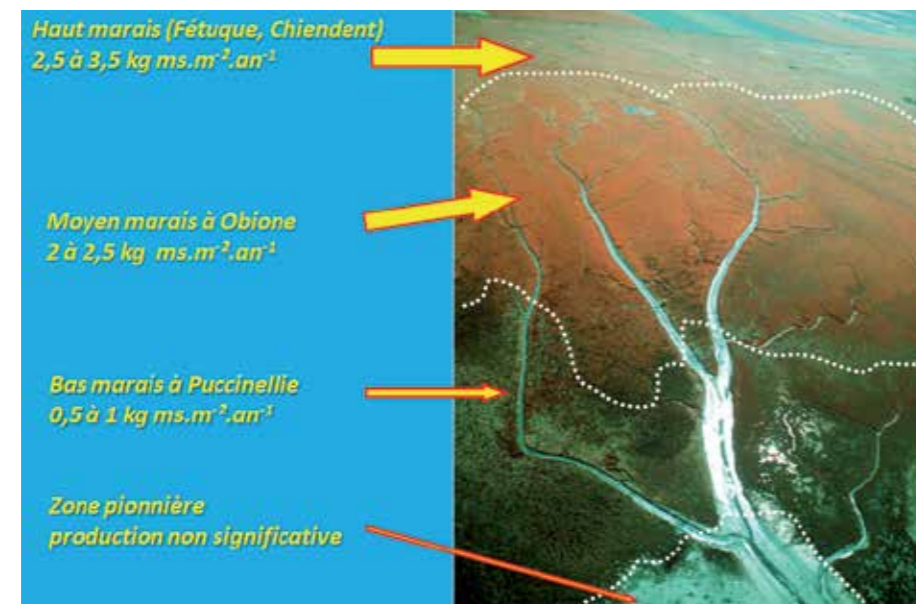 Haut marais (Fétuque, Chiendent)
2,5 à 3,5 kg ms.m⁻².an⁻¹
Moyen marais à Obione
2 à 2,5 kg ms.m⁻².an⁻¹
Bas marais à Puccinellie
0,5 à 1 kg ms.m⁻².an⁻¹
Zone pionnière
production non significative